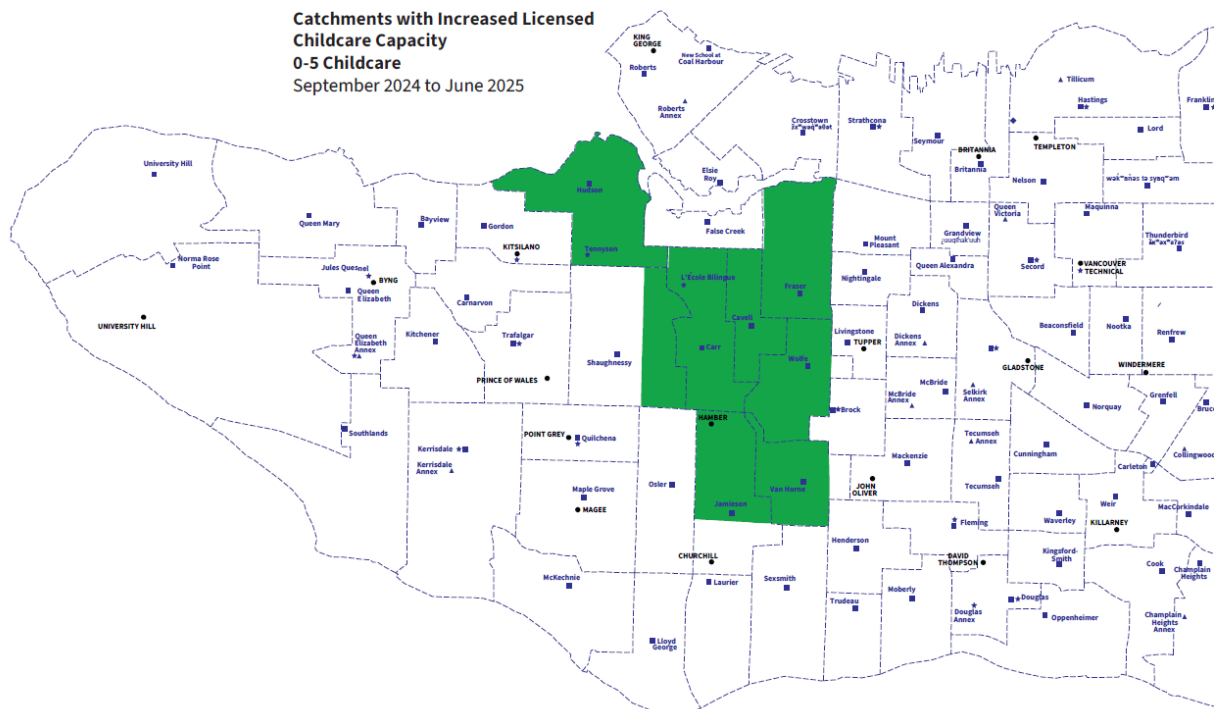 Catchments with Increased Licensed
Childcare Capacity
0-5 Childcare
September 2024 to June 2025
KING
GEORGE
Roberts
New School at
Coal Harbour
Roberts
Annex
Crosstown
Strathcona
Seymour
Tillicum
Hastings
Franklin
Lord
TEMPLETON
BRITANNIA
Britannia
Nelson
University Hill
Hudson
Elsie
Roy
Queen Mary
Bayview
Gordon
False Creek
Queen
Victoria
Maquinna
Norma Rose
Point
KITSILANO
Tennyson
Mount
Pleasant
Grandview
Thunderbird
Jules Quesnel
BYNG
Queen
Elizabeth
L'École Bilingue
Fraser
Nightingale
Queen Alexandra
Secord
VANCOUVER
TECHNICAL
UNIVERSITY HILL
Carnarvon
Kitchener
Trafalgar
Queen
Elizabeth
Annex
Cavell
Carr
Wolfe
Livingstone
TUPPER
Dickens
Dickens
Annex
Beaconsfield
Nootka
Renfrew
Shaughnessy
PRINCE OF WALES
GLADSTONE
WINDERMERE
McBride
McBride
Annex
Selkirk
Annex
Grenfell
Bruce
Norquay
Southlands
POINT GREY
Quilchena
HAMBER
Brock
Kerrisdale
Kerrisdale
Annex
Tecumseh
Annex
Cunningham
Collingwood
Mackenzie
Carleton
Maple Grove
MAGEE
Osler
Van Horne
Jamieson
JOHN
OLIVER
Tecumseh
Weir
MacCorkindale
Fleming
Waverley
KILLARNEY
Henderson
CHURCHILL
DAVID
THOMPSON
Kingsford-
Smith
Cook
Champlain
Heights
McKechnie
Laurier
Sexsmith
Trudeau
Moberly
Douglas
Annex
Douglas
Oppenheimer
Champlain
Heights
Annex
Lloyd
George